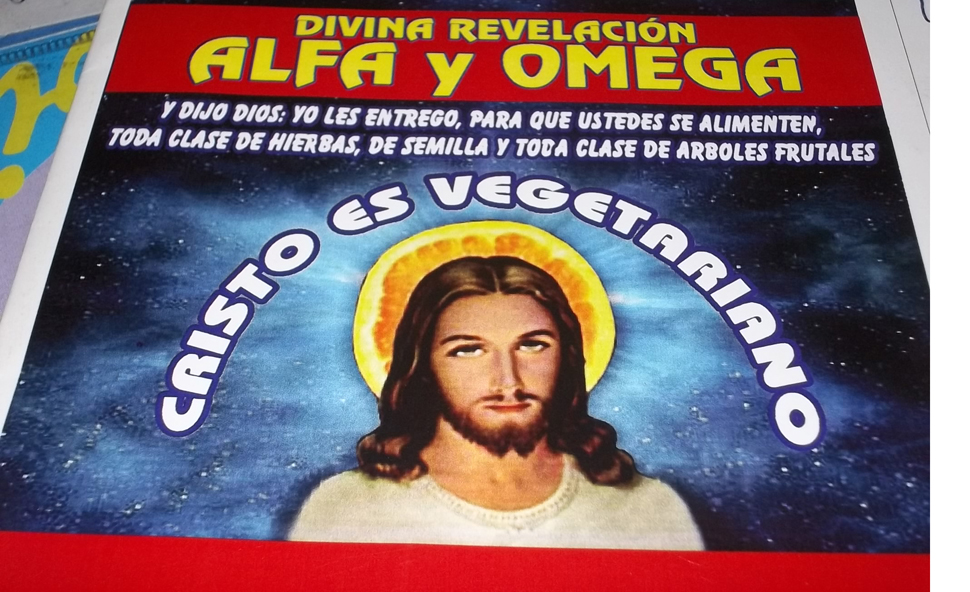 DIVINA REVELACIÓN
ALFA y OMEGA
Y DIJO DIOS: YO LES ENTREGO, PARA QUE USTEDES SE ALIMENTEN,
TODA CLASE DE HIERBAS, DE SEMILLA Y TODA CLASE DE ARBOLES FRUTALES
CRISTO ES VEGETARIANO